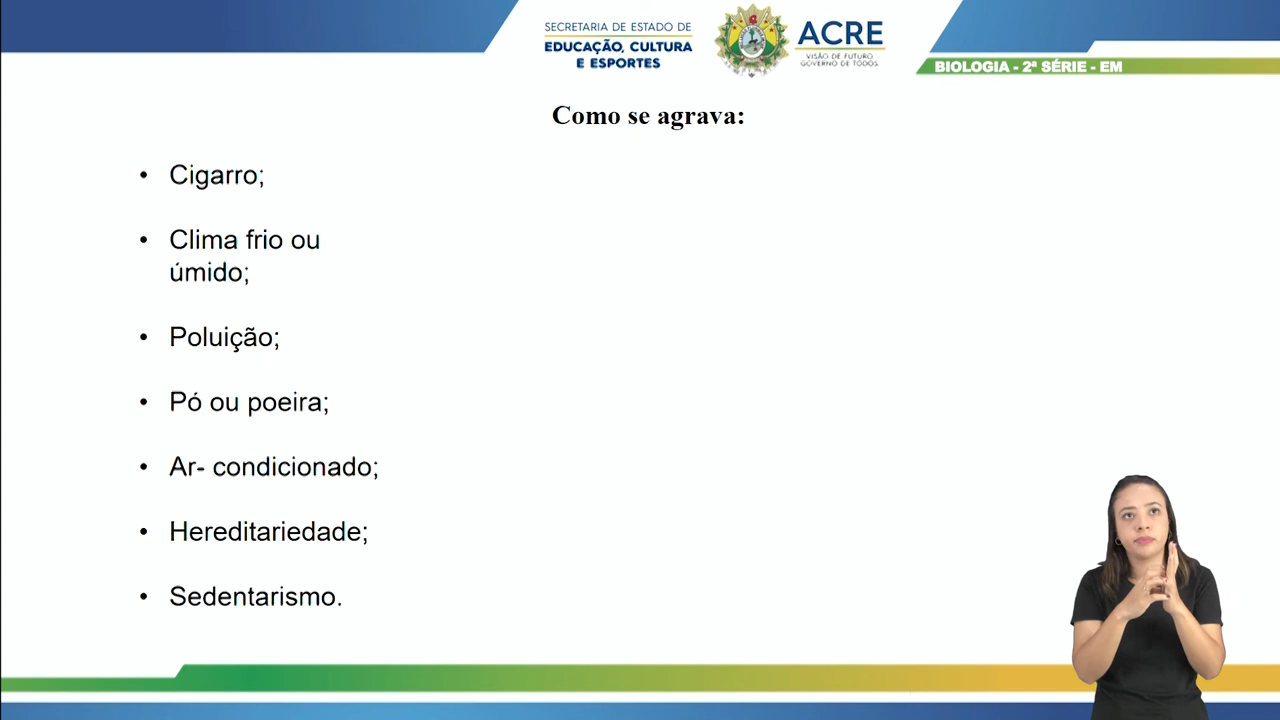 SECRETARIA DE ESTADO DE
EDUCAÇÃO, CULTURA
E ESPORTES
ACRE
VISÃO DE FUTURO
GOVERNO DE TODOS
BIOLOGIA - 2ª SÉRIE - EM
Como se agrava:
• Cigarro;
• Clima frio ou
úmido;
• Poluição;
• Pó ou poeira;
• Ar- condicionado;
• Hereditariedade;
• Sedentarismo.